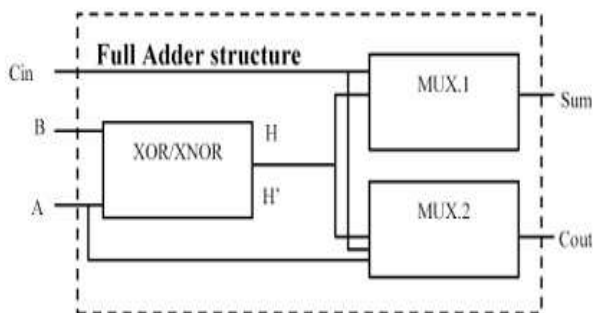 Full Adder structure
Cin
MUX.1
Sum
B
H
XOR/XNOR
H'
A
MUX.2
Cout